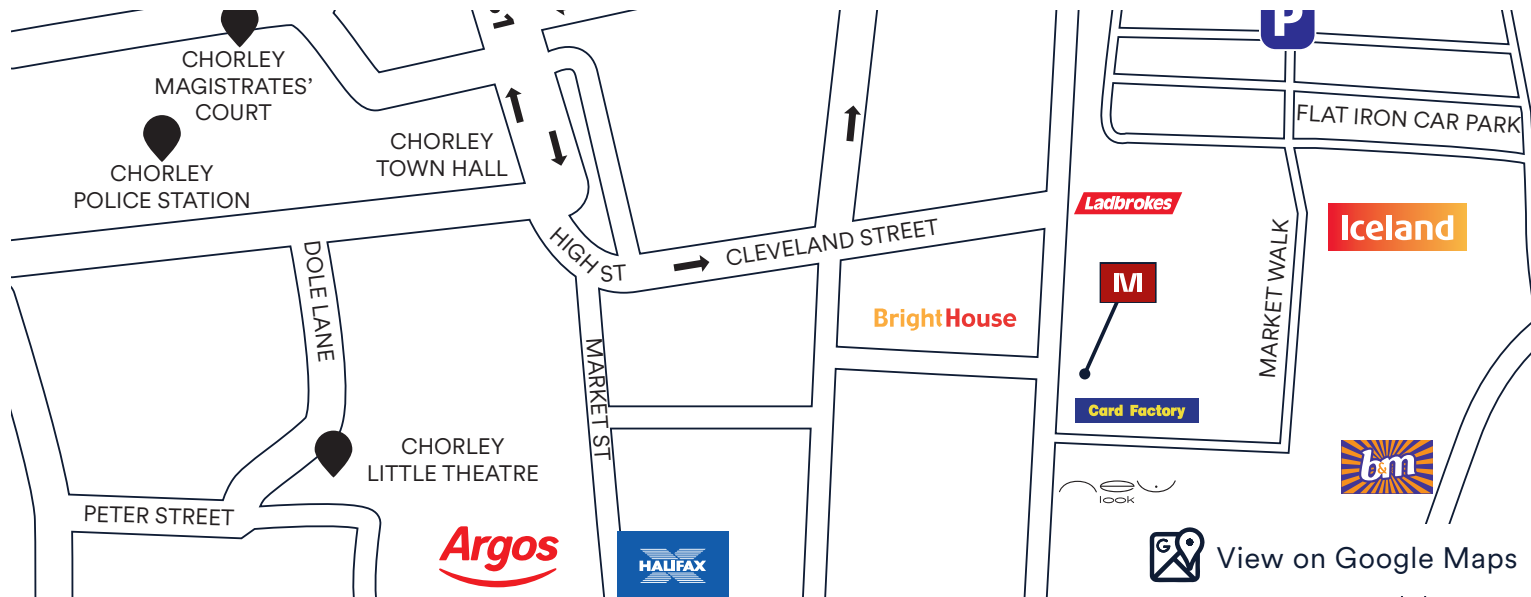 P
CHORLEY
MAGISTRATES’
COURT
CHORLEY
POLICE STATION
CHORLEY
TOWN HALL
FLAT IRON CAR PARK
Ladbrokes
Iceland
HIGH ST
CLEVELAND STREET
DOLE LANE
MARKET WALK
M
BrightHouse
MARKET ST
Card Factory
CHORLEY
LITTLE THEATRE
b&m
new
look
PETER STREET
Argos
HALIFAX
G
View on Google Maps